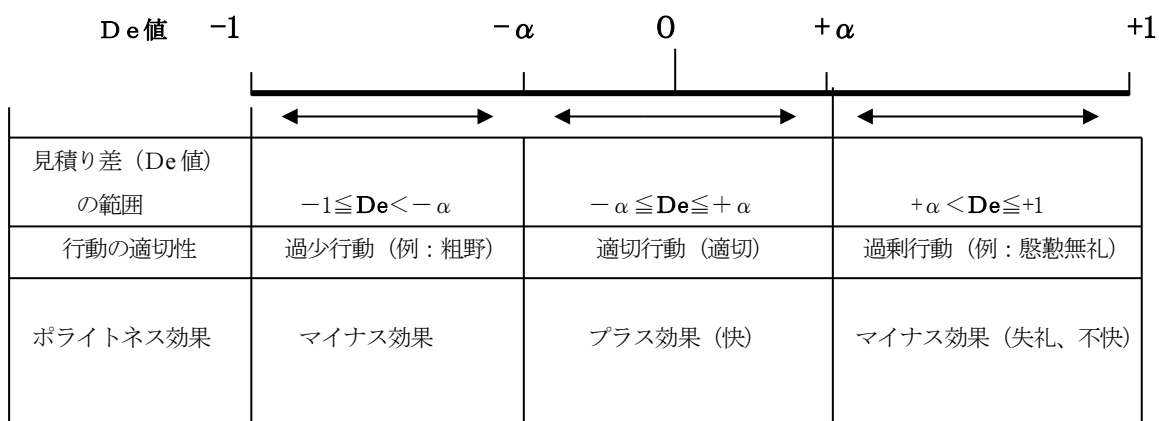 De値 -1 -α 0 +α +1
見積り差（De値）
の範囲 -1≦De<-α -α≦De≦+α +α<De≦+1
行動の適切性 過少行動（例：粗野） 適切行動（適切） 過剰行動（例：慇懃無礼）
ポライトネス効果 マイナス効果 プラス効果（快） マイナス効果（失礼、不快）